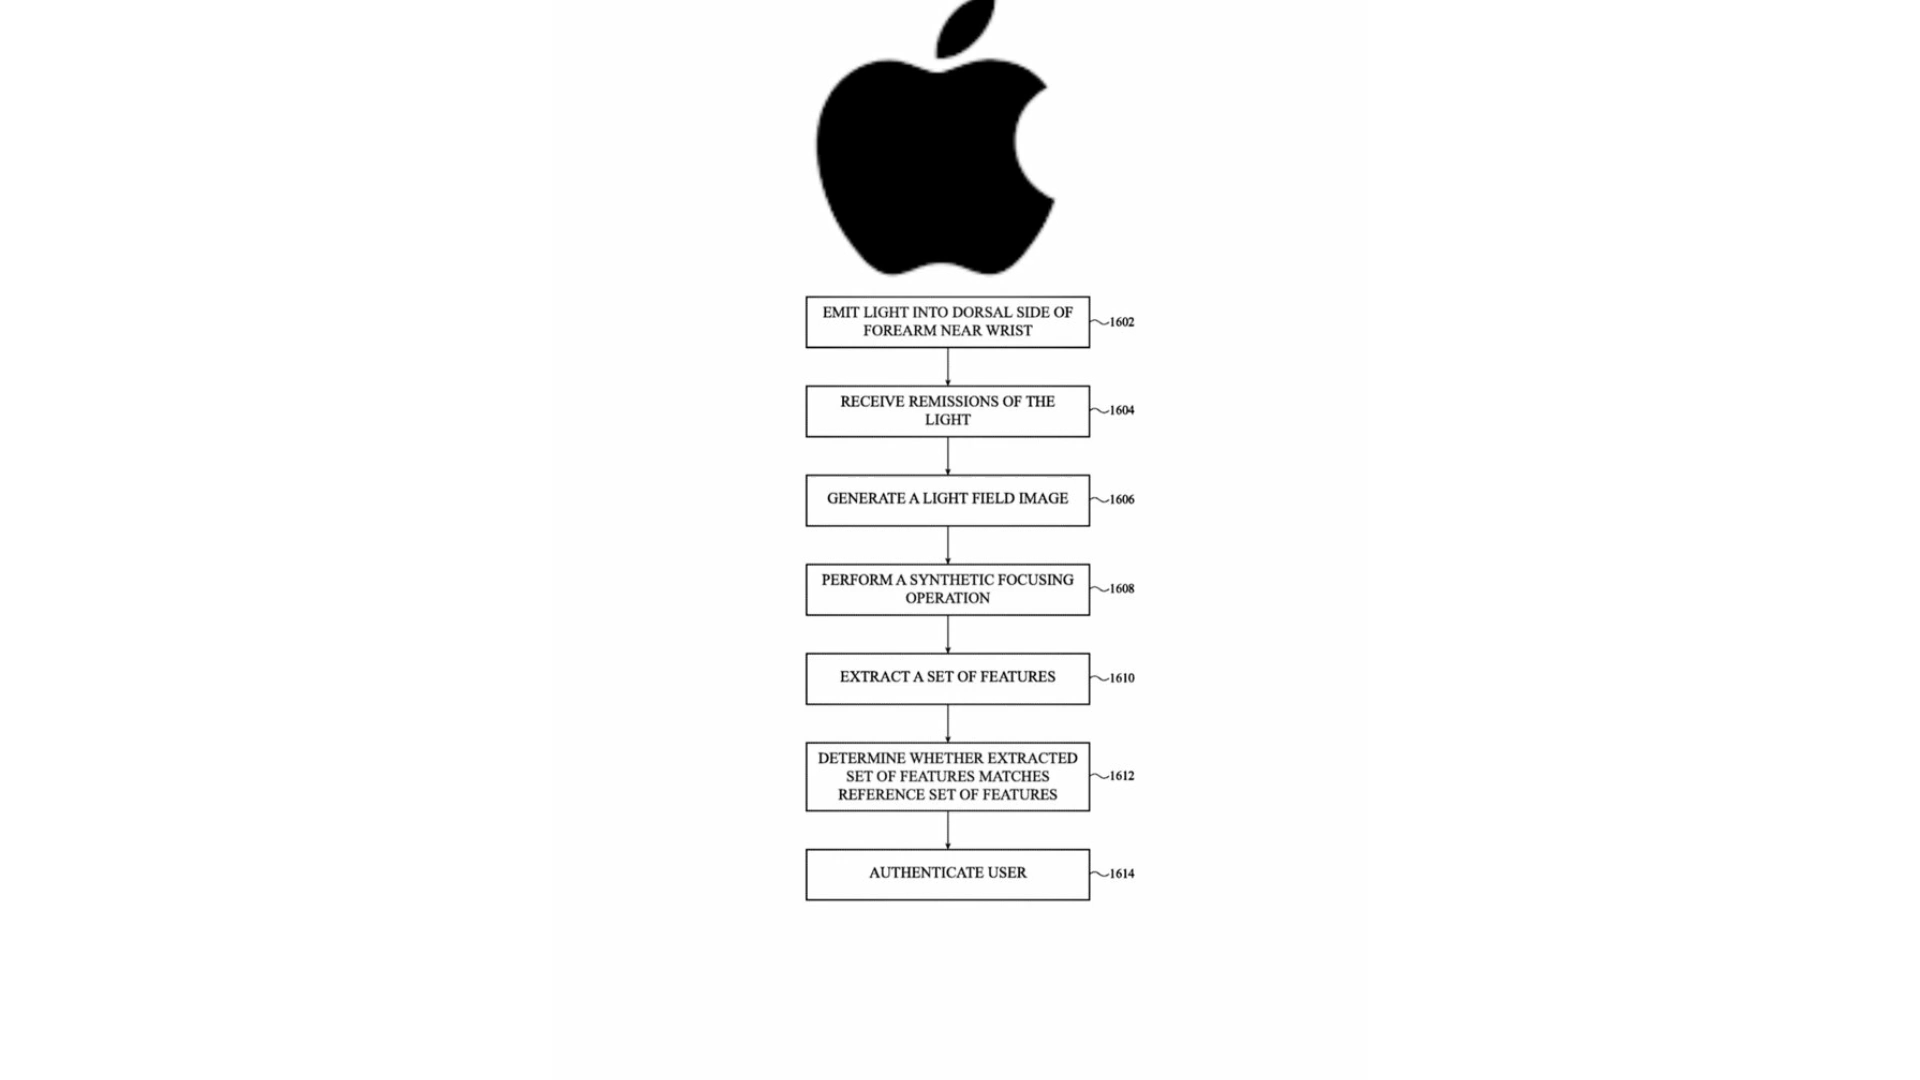 EMIT LIGHT INTO DORSAL SIDE OF
FOREARM NEAR WRIST
1602
RECEIVE REMISSIONS OF THE
LIGHT
1604
GENERATE A LIGHT FIELD IMAGE
1606
PERFORM A SYNTHETIC FOCUSING
OPERATION
1608
EXTRACT A SET OF FEATURES
1610
DETERMINE WHETHER EXTRACTED
SET OF FEATURES MATCHES
REFERENCE SET OF FEATURES
1612
AUTHENTICATE USER
1614